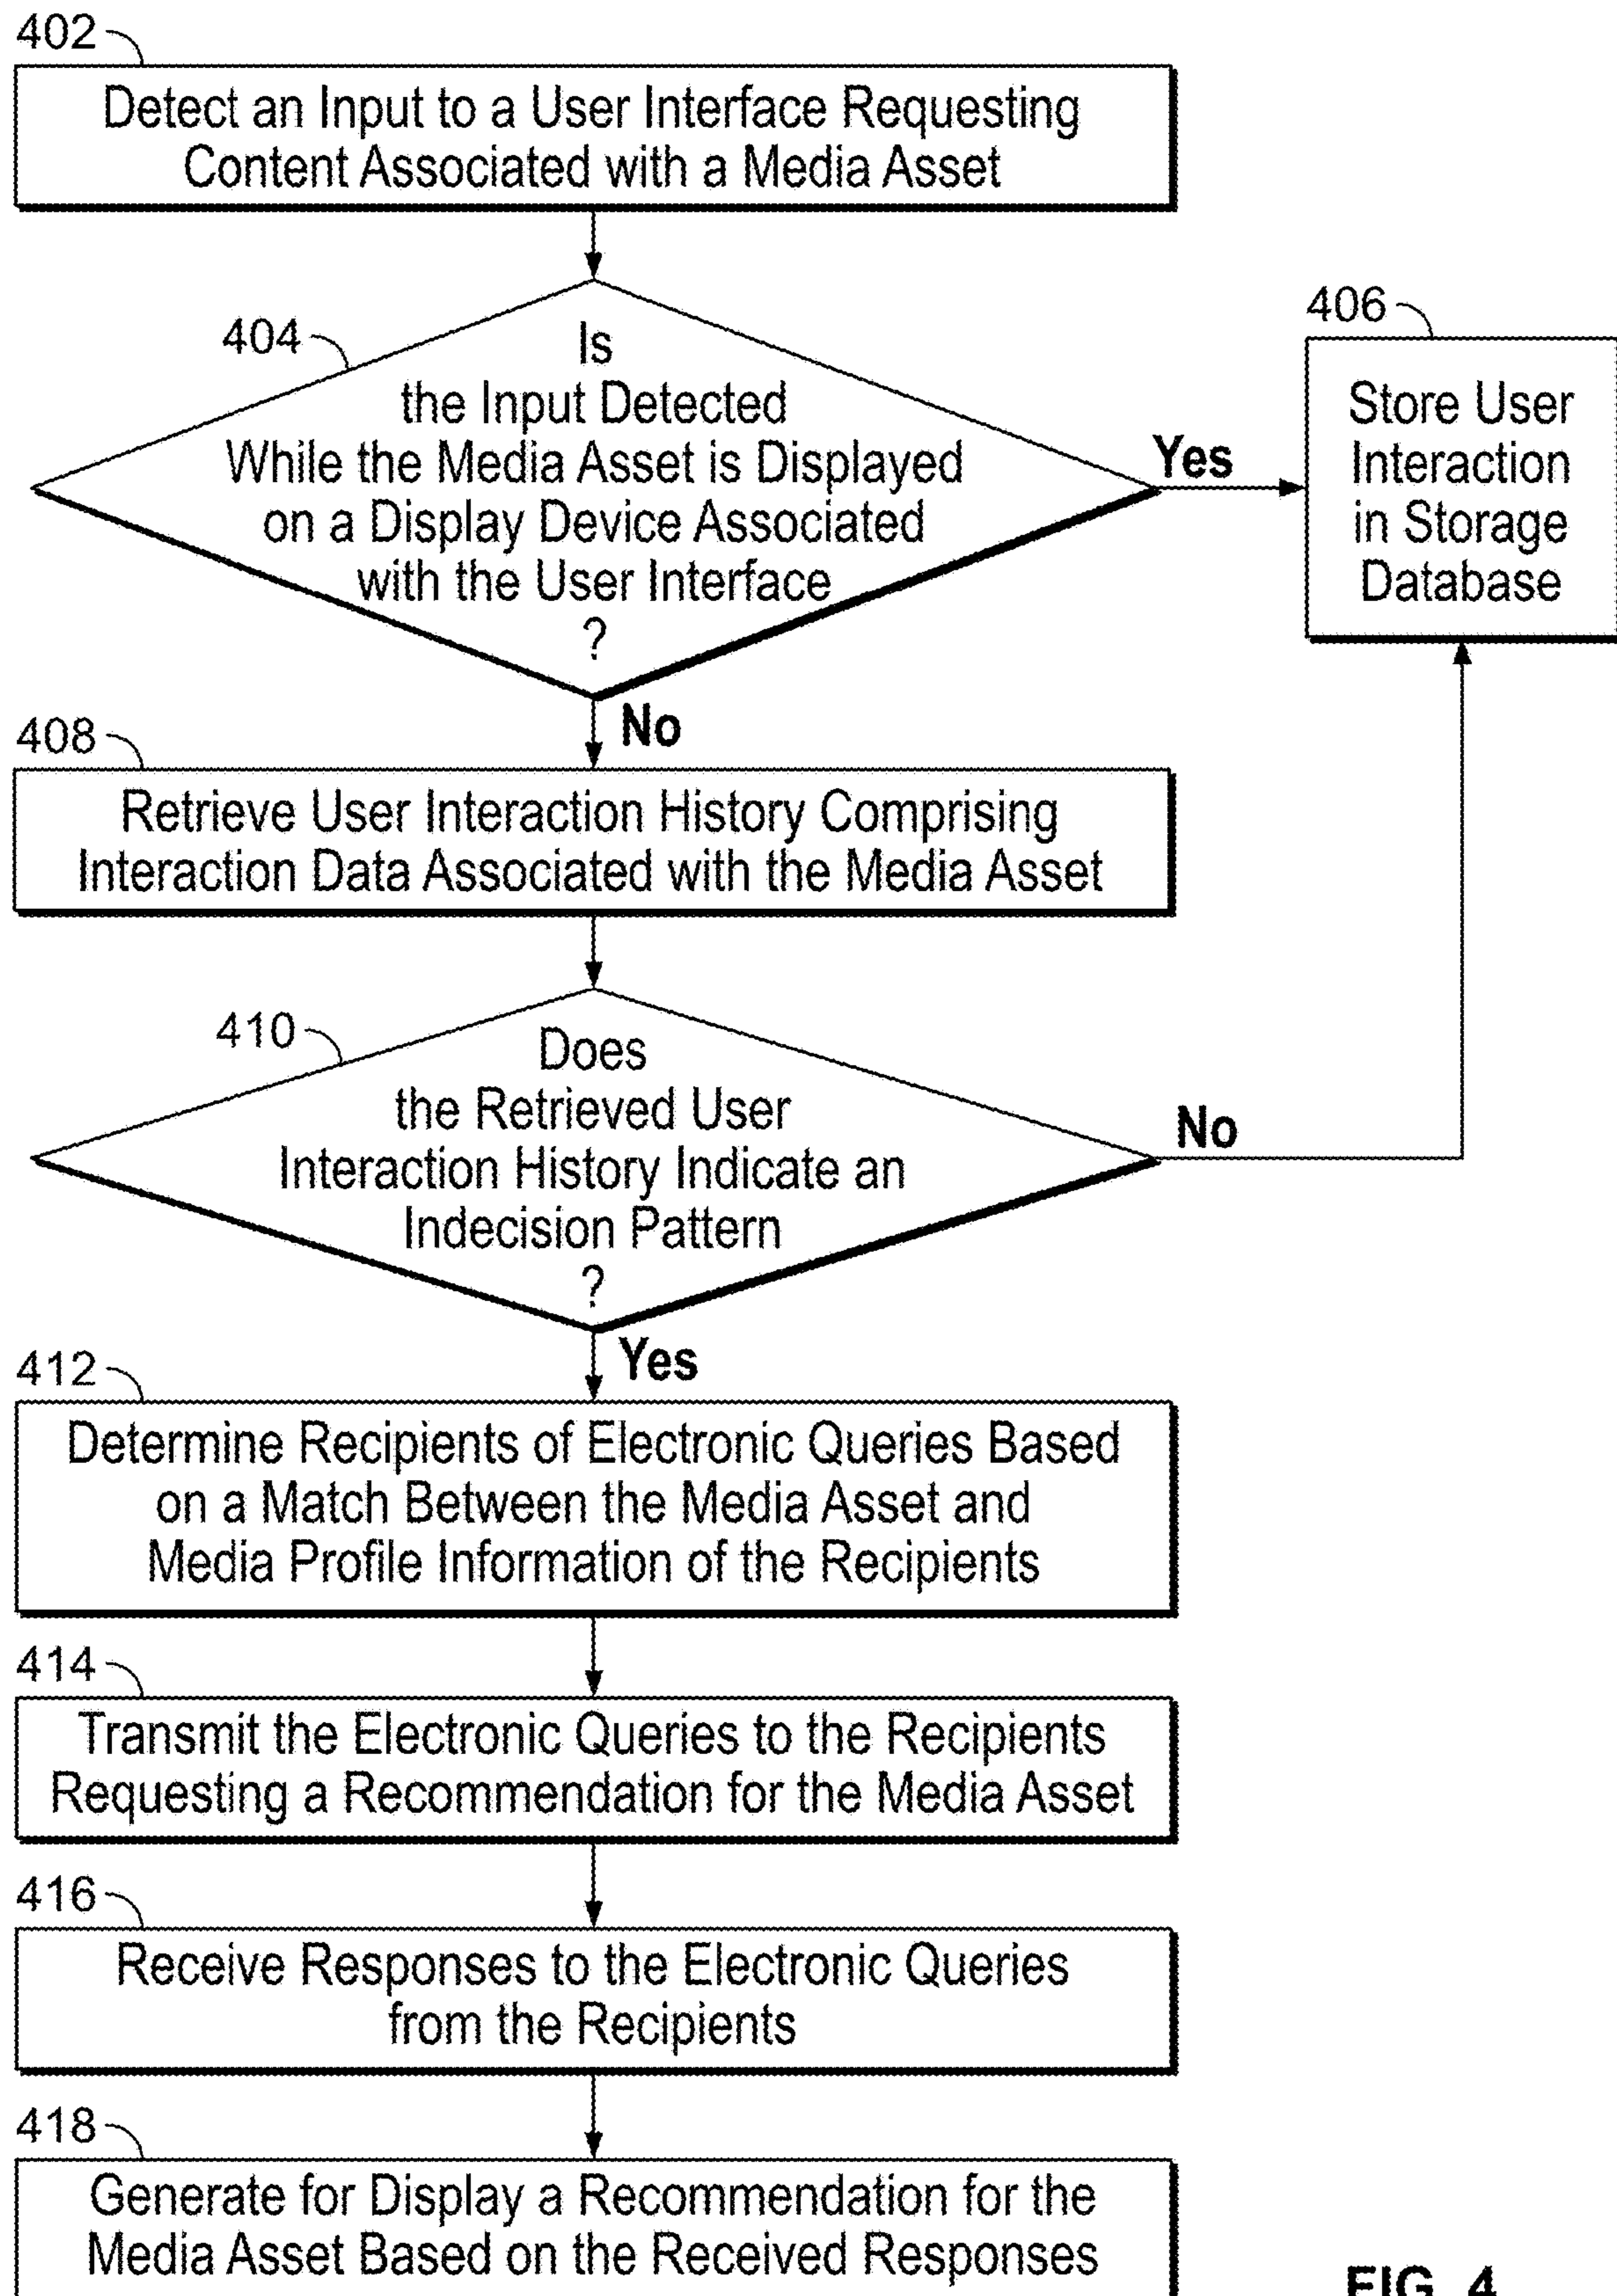 402
Detect an Input to a User Interface Requesting
Content Associated with a Media Asset
404
Is
the Input Detected
While the Media Asset is Displayed
on a Display Device Associated
with the User Interface
?
Yes
406
Store User
Interaction
in Storage
Database
No
408
Retrieve User Interaction History Comprising
Interaction Data Associated with the Media Asset
410
Does
the Retrieved User
Interaction History Indicate an
Indecision Pattern
?
No
Yes
412
Determine Recipients of Electronic Queries Based
on a Match Between the Media Asset and
Media Profile Information of the Recipients
414
Transmit the Electronic Queries to the Recipients
Requesting a Recommendation for the Media Asset
416
Receive Responses to the Electronic Queries
from the Recipients
418
Generate for Display a Recommendation for the
Media Asset Based on the Received Responses
FIG. 4